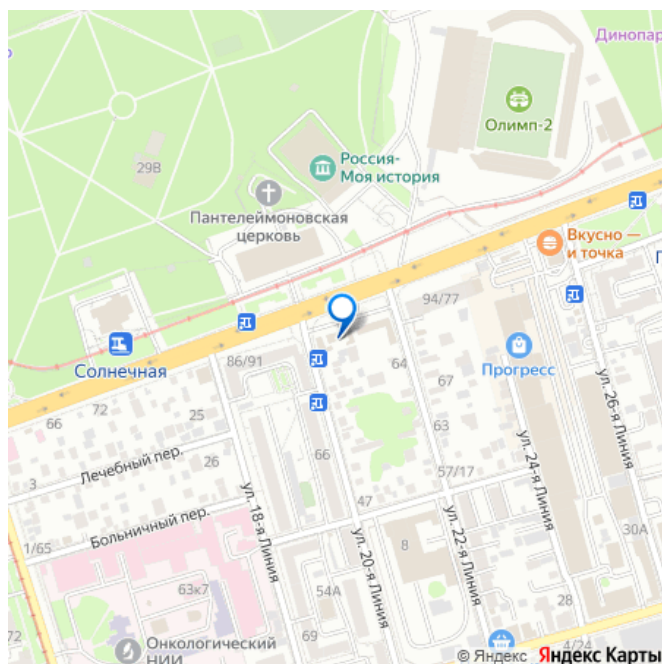 Динопар
Олимп-2
29В
Россия-
Моя история
Пантелеймоновская
церковь
Вкусно —
и точка
П
94/77
Солнечная
86/91
64
Прогресс
67
66
72
25
63
ул. 26-я Линия
Лечебный пер.
26
66
57/17
ул. 24-я Линия
3
47
Больничный пер.
ул. 18-я Линия
ул. 20-я Линия
ул. 22-я Линия
1/65
8
30А
63к7
54А
28
72
69
Онкологический
НИИ
4/24
© Яндекс Яндекс Карты